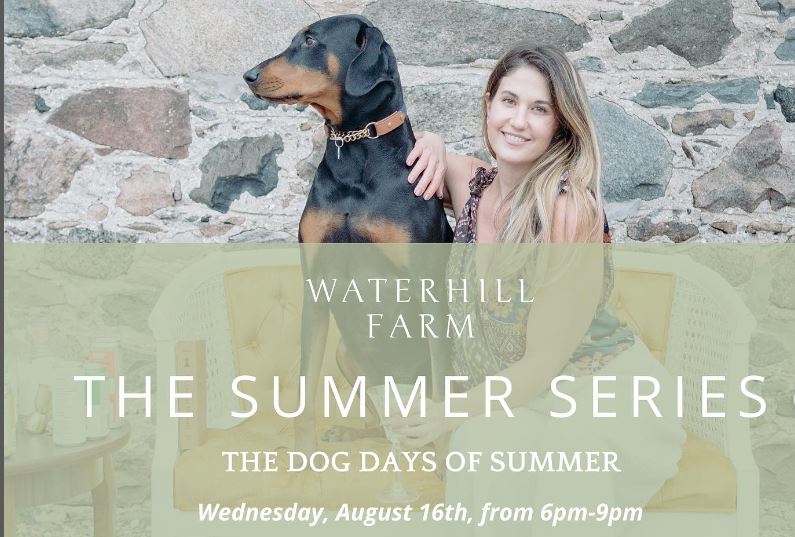 WATERHILL
FARM
THE SUMMER SERIES
THE DOG DAYS OF SUMMER
Wednesday, August 16th, from 6pm-9pm